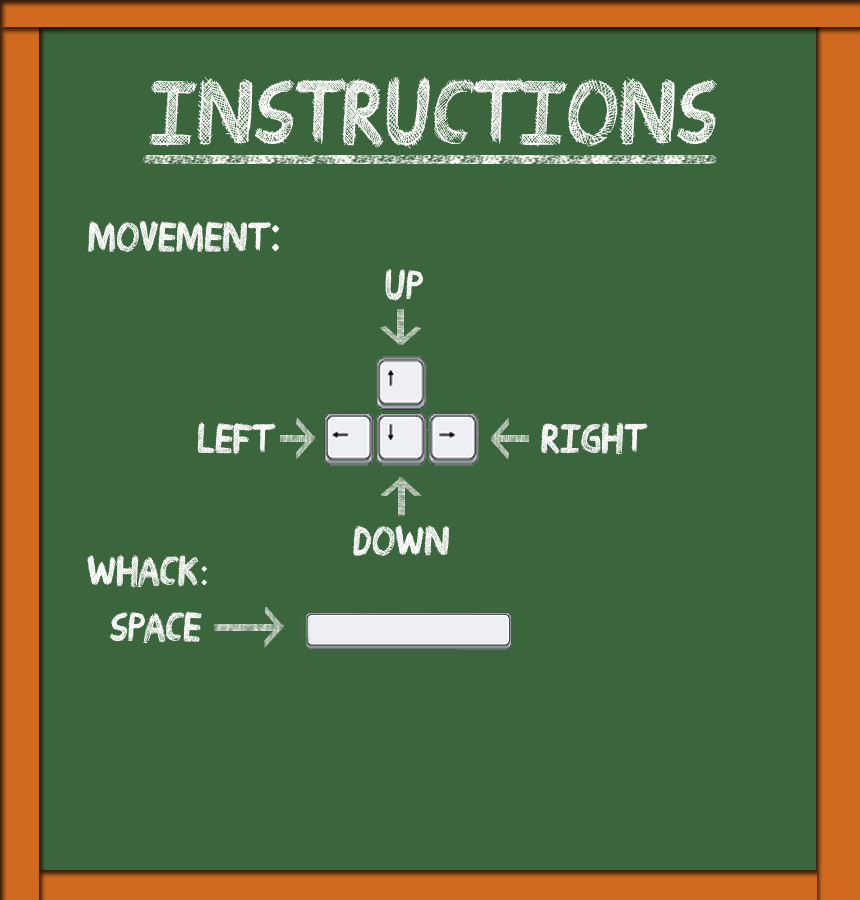 INSTRUCTIONS
MOVEMENT:
UP
LEFT RIGHT
DOWN
WHACK:
SPACE